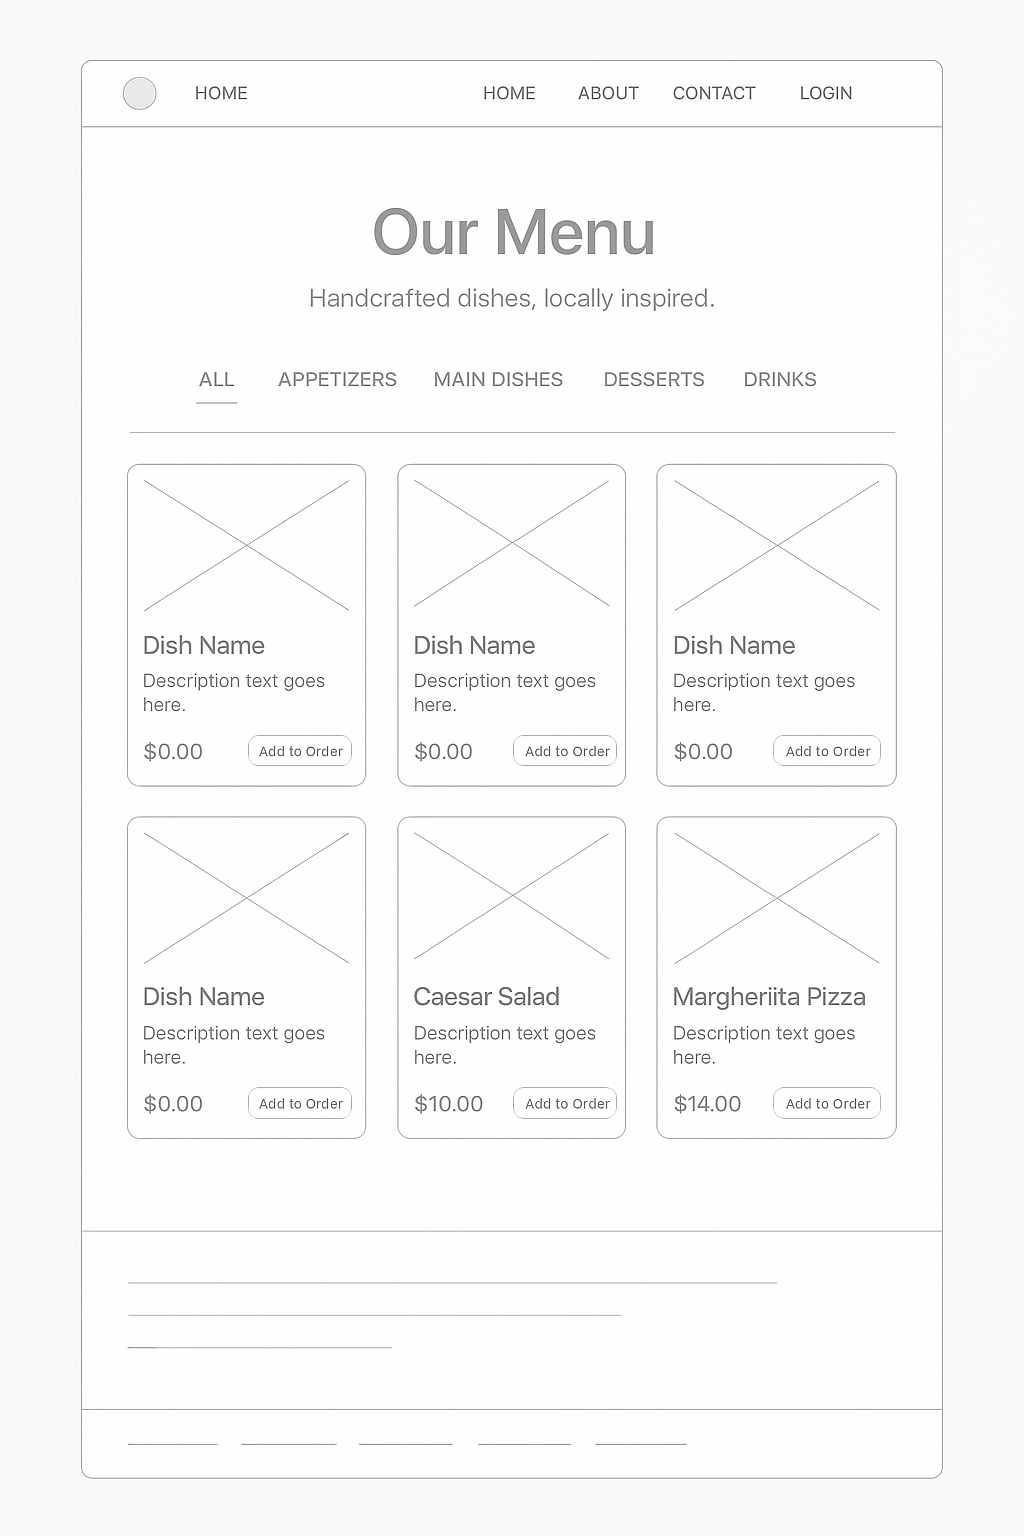 HOME HOME ABOUT CONTACT LOGIN
Our Menu
Handcrafted dishes, locally inspired.
ALL APPETIZERS MAIN DISHES DESSERTS DRINKS
Dish Name
Description text goes
here.
$0.00 Add to Order
Dish Name
Description text goes
here.
$0.00 Add to Order
Dish Name
Description text goes
here.
$0.00 Add to Order
Dish Name
Description text goes
here.
$0.00 Add to Order
Caesar Salad
Description text goes
here.
$10.00 Add to Order
Margheriita Pizza
Description text goes
here.
$14.00 Add to Order